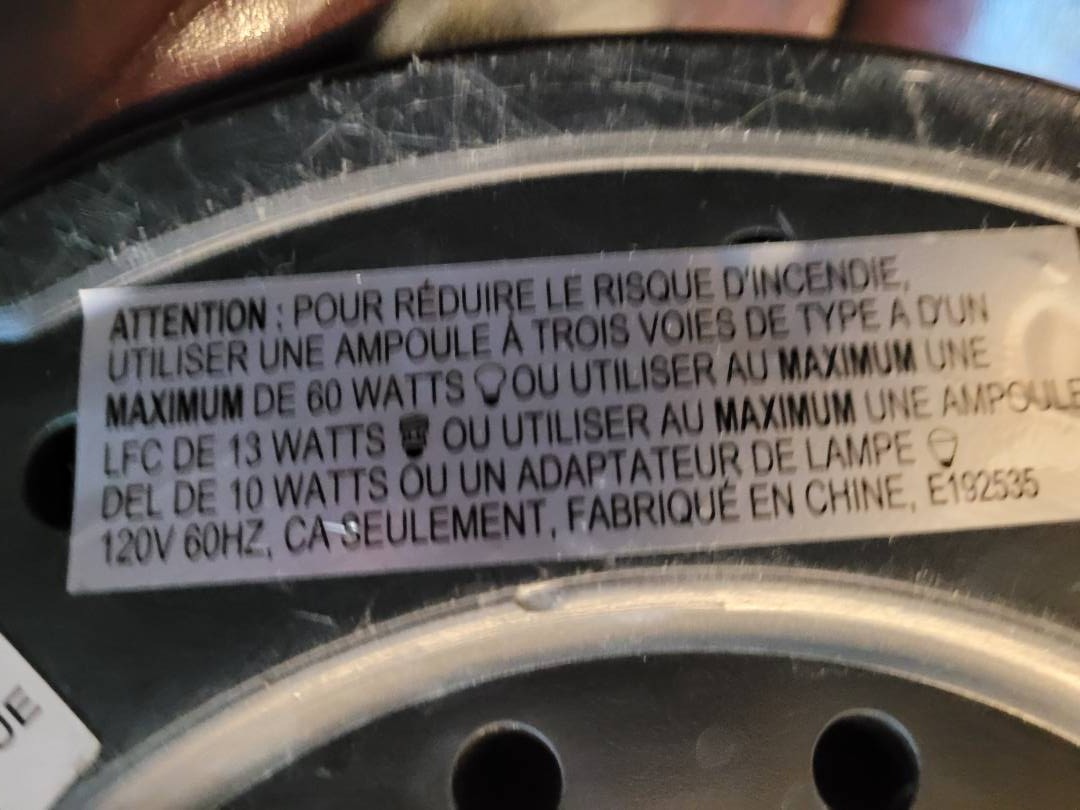 ATTENTION : POUR RÉDUIRE LE RISQUE D'INCENDIE,
UTILISER UNE AMPOULE À TROIS VOIES DE TYPE A D'UN
MAXIMUM DE 60 WATTS OU UTILISER AU MAXIMUM UNE
LFC DE 13 WATTS OU UTILISER AU MAXIMUM UNE AMPOULE
DEL DE 10 WATTS OU UN ADAPTATEUR DE LAMPE
120V 60HZ, CA SEULEMENT, FABRIQUÉ EN CHINE, E192535